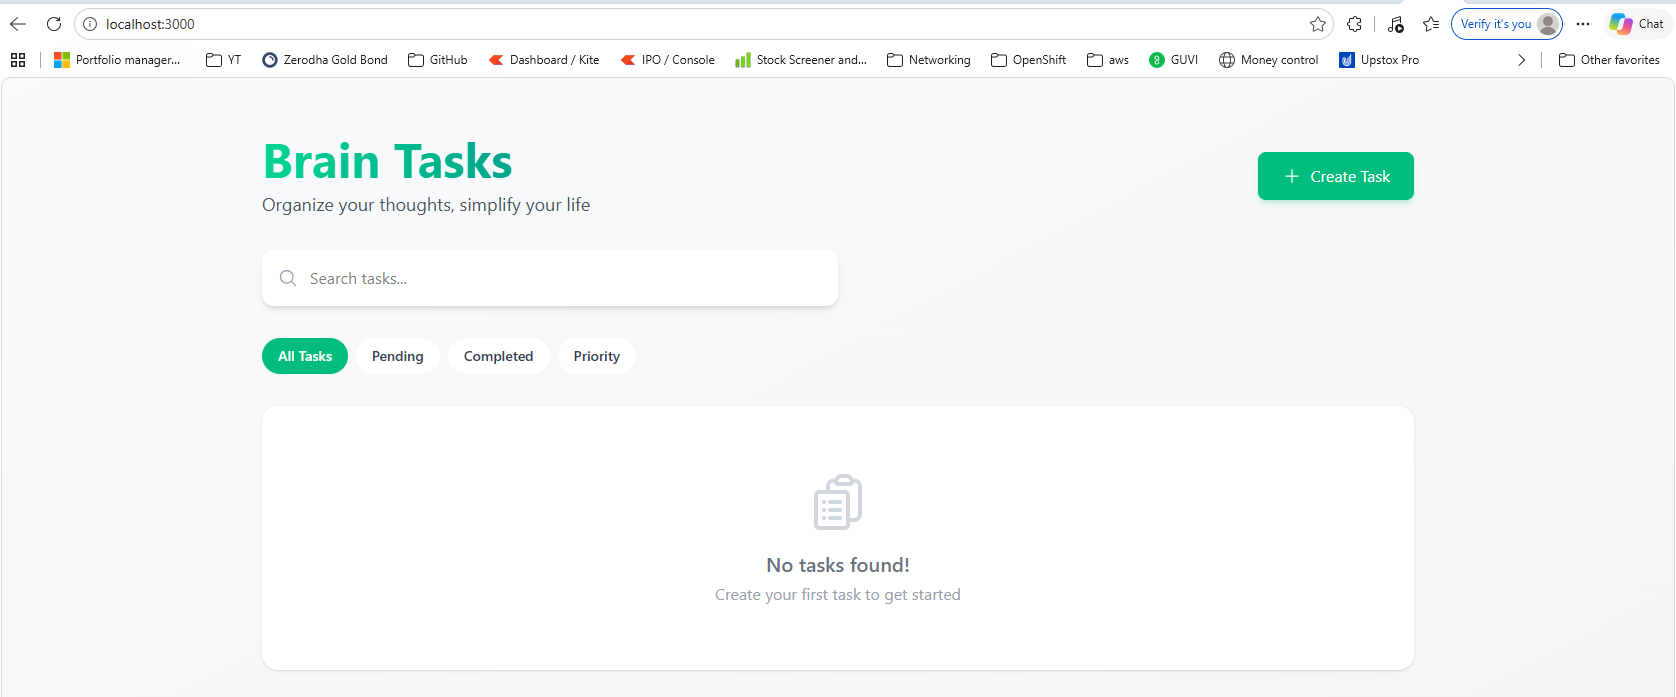 localhost:3000
Verify it's you
Chat
Portfolio manager...
YT
Zerodha Gold Bond
GitHub
Dashboard / Kite
IPO / Console
Stock Screener and...
Networking
OpenShift
aws
GUVI
Money control
Upstox Pro
Other favorites
Brain Tasks
Organize your thoughts, simplify your life
+ Create Task
Search tasks...
All Tasks
Pending
Completed
Priority
No tasks found!
Create your first task to get started